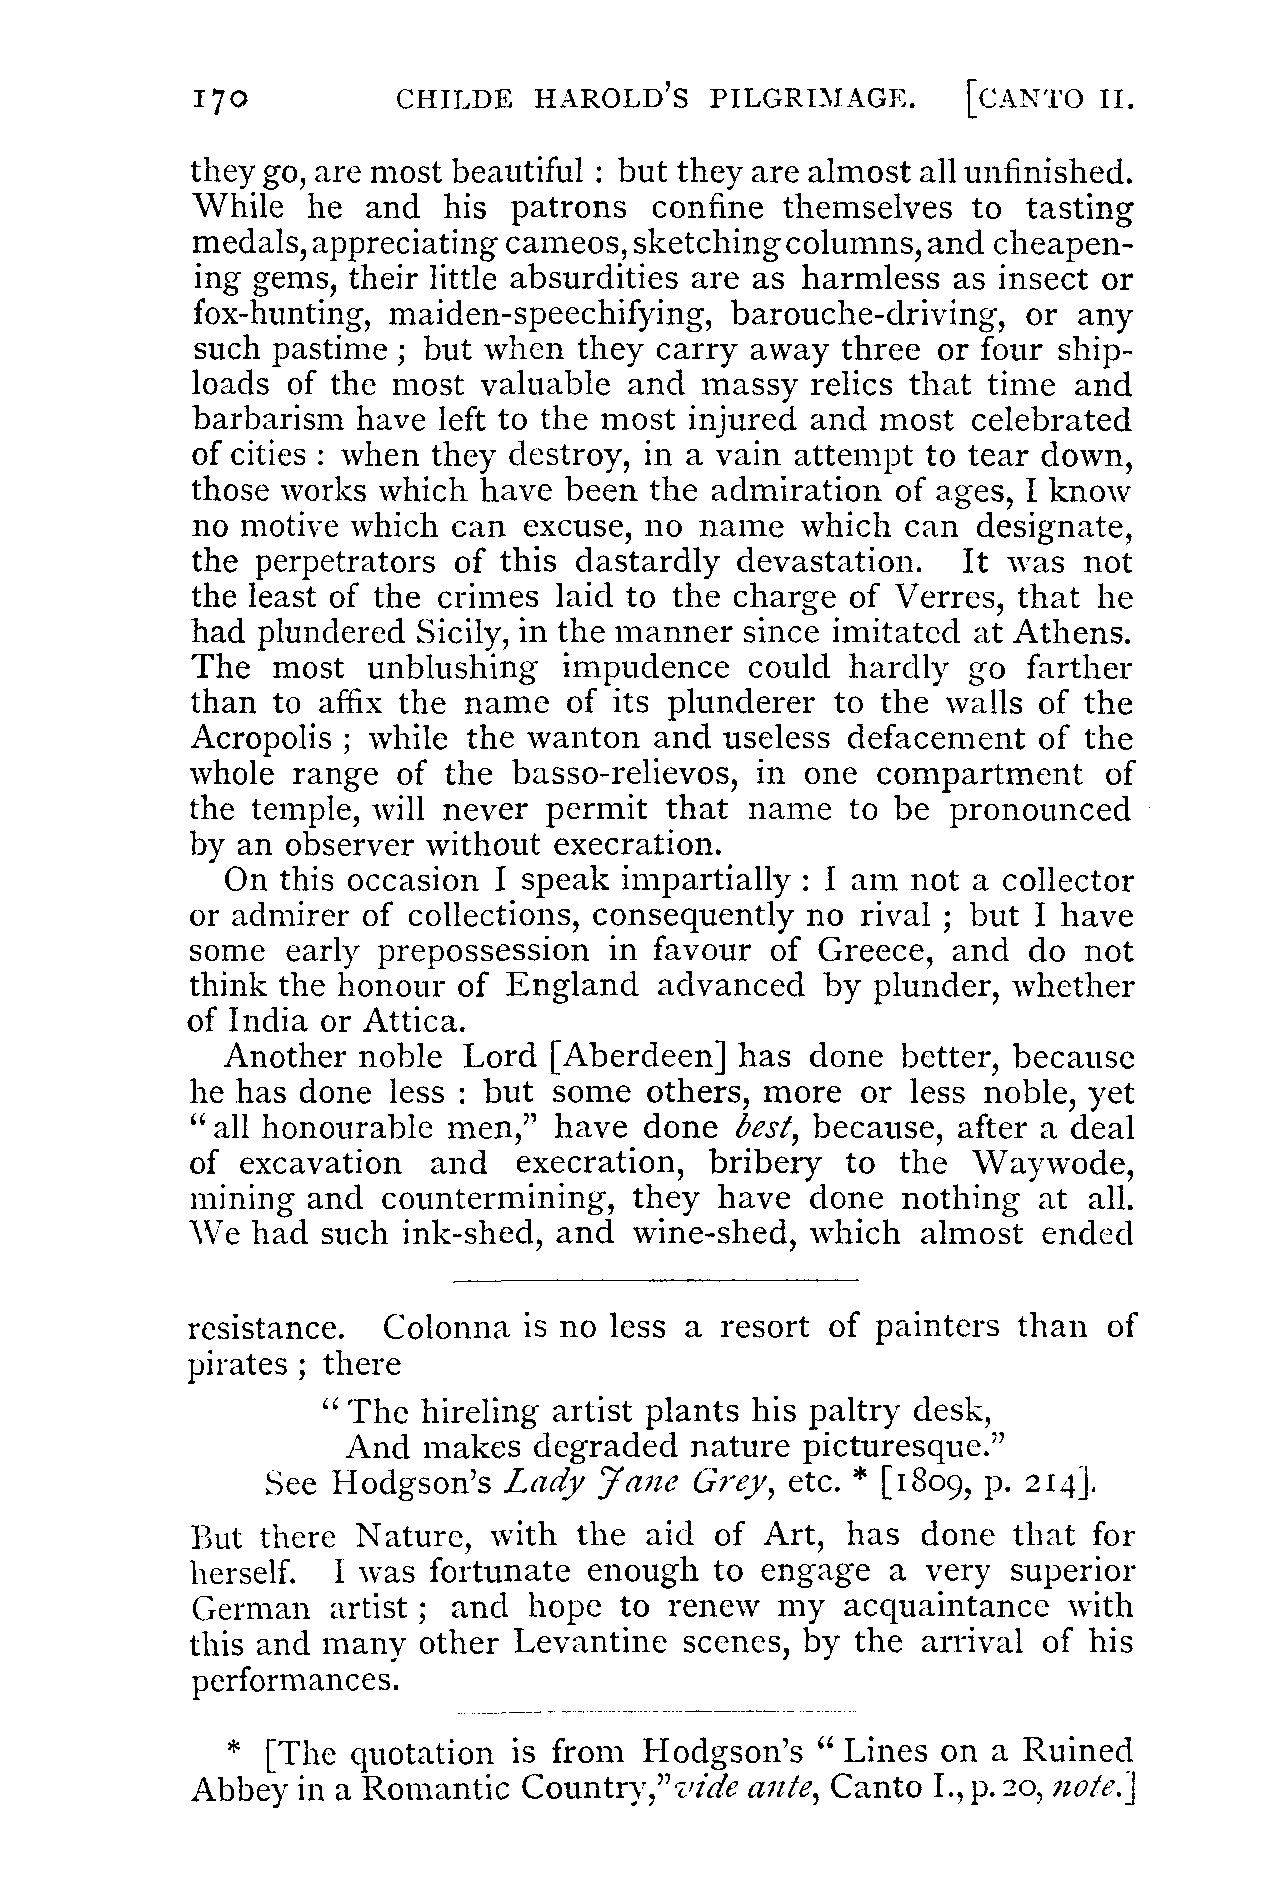 170 CHILDE HAROLD'S PILGRIMAGE. [CANTO II.
they go, are most beautiful : but they are almost all unfinished.
While he and his patrons confine themselves to tasting
medals, appreciating cameos, sketching columns, and cheapen-
ing gems, their little absurdities are as harmless as insect or
fox-hunting, maiden-speechifying, barouche-driving, or any
such pastime ; but when they carry away three or four ship-
loads of the most valuable and massy relics that time and
barbarism have left to the most injured and most celebrated
of cities : when they destroy, in a vain attempt to tear down,
those works which have been the admiration of ages, I know
no motive which can excuse, no name which can designate,
the perpetrators of this dastardly devastation. It was not
the least of the crimes laid to the charge of Verres, that he
had plundered Sicily, in the manner since imitated at Athens.
The most unblushing impudence could hardly go farther
than to affix the name of its plunderer to the walls of the
Acropolis ; while the wanton and useless defacement of the
whole range of the basso-relievos, in one compartment of
the temple, will never permit that name to be pronounced
by an observer without execration.
On this occasion I speak impartially : I am not a collector
or admirer of collections, consequently no rival ; but I have
some early prepossession in favour of Greece, and do not
think the honour of England advanced by plunder, whether
of India or Attica.
Another noble Lord [Aberdeen] has done better, because
he has done less : but some others, more or less noble, yet
"all honourable men," have done best, because, after a deal
of excavation and execration, bribery to the Waywode,
mining and countermining, they have done nothing at all.
We had such ink-shed, and wine-shed, which almost ended
resistance. Colonna is no less a resort of painters than of
pirates ; there
"The hireling artist plants his paltry desk,
And makes degraded nature picturesque."
See Hodgson's Lady Jane Grey, etc. * [1809, p. 214].
But there Nature, with the aid of Art, has done that for
herself. I was fortunate enough to engage a very superior
German artist ; and hope to renew my acquaintance with
this and many other Levantine scenes, by the arrival of his
performances.
* [The quotation is from Hodgson's "Lines on a Ruined
Abbey in a Romantic Country," vide ante, Canto I., p. 20, note.]